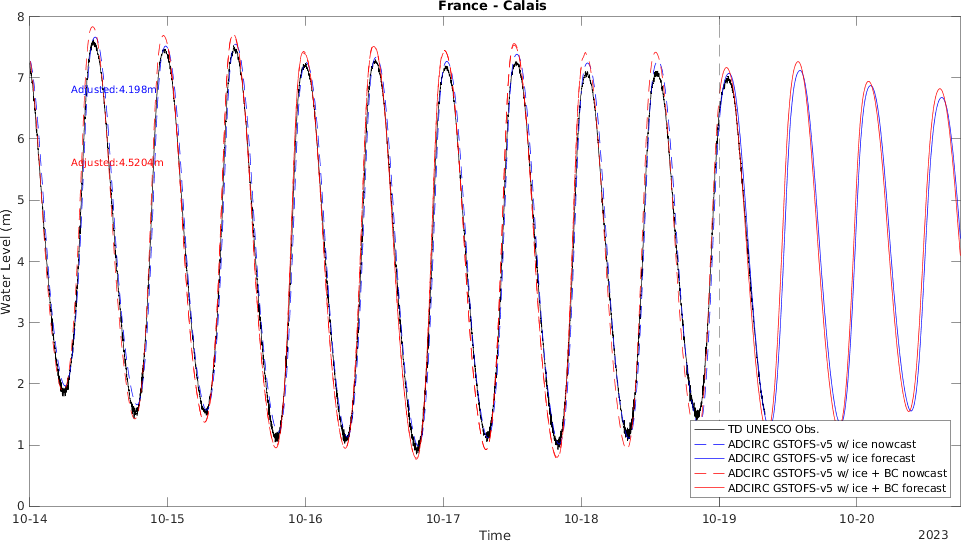 France - Calais
8
7
6
5
4
3
2
1
0
Water Level (m)
Adjusted:4.198m
Adjusted:4.5204m
TD UNESCO Obs.
ADCIRC GSTOFS-v5 w/ ice nowcast
ADCIRC GSTOFS-v5 w/ ice forecast
ADCIRC GSTOFS-v5 w/ ice + BC nowcast
ADCIRC GSTOFS-v5 w/ ice + BC forecast
10-14 10-15 10-16 10-17 10-18 10-19 10-20
Time
2023